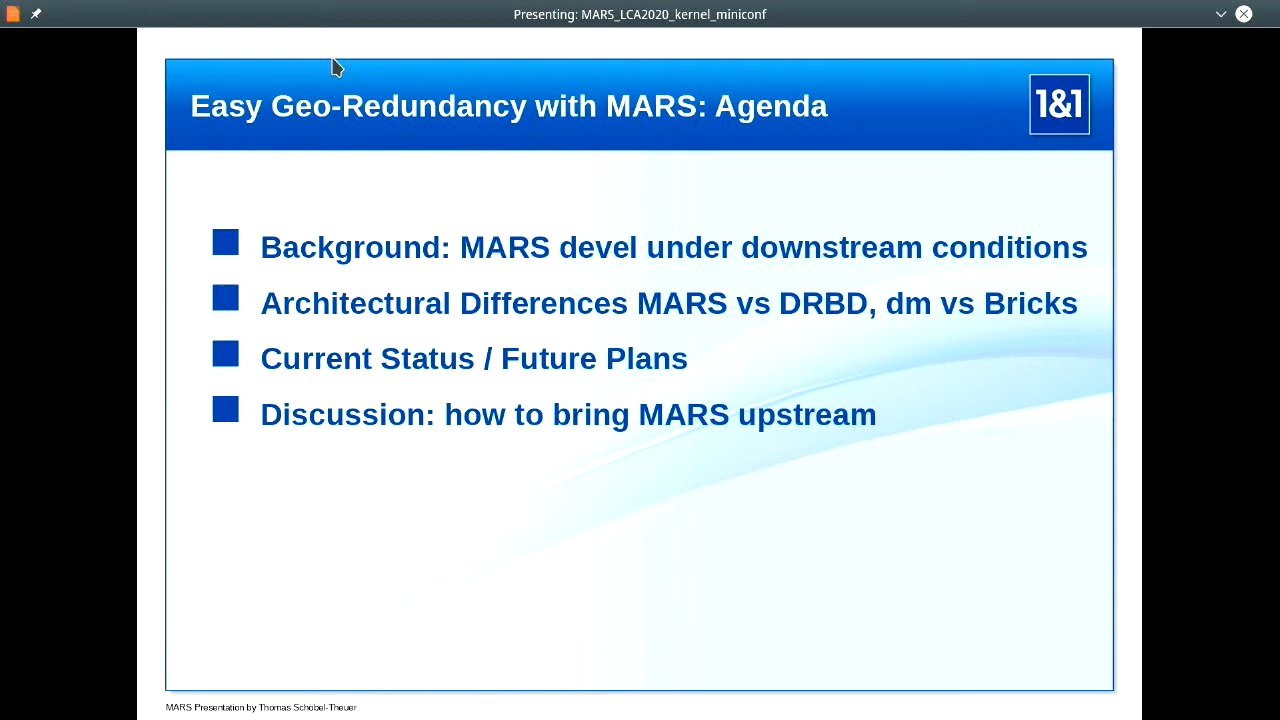 Presenting: MARS_LCA2020_kernel_miniconf
Easy Geo-Redundancy with MARS: Agenda
1&1
Background: MARS devel under downstream conditions
Architectural Differences MARS vs DRBD, dm vs Bricks
Current Status / Future Plans
Discussion: how to bring MARS upstream
MARS Presentation by Thomas Schöbel-Theuer